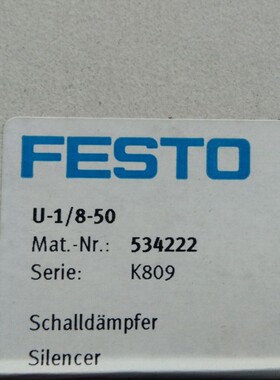 FESTO
U-1/8-50
Mat.-Nr.: 534222
Serie: K809
Schalldämpfer
Silencer